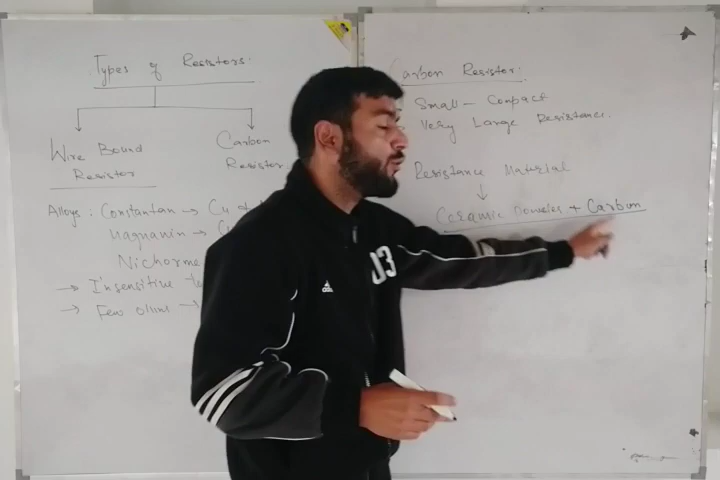 Types of Resistors:
Wire Bound
Resistor
Carbon
Resistor
Alloys: Constantan → Cu
Magnanin → C
Nichorme
→ Insensitive
→ Few ohm →
Carbon Resistor:
Small - Compact
Very Large Resistance.
Resistance Material
↓
Ceramic Powder + Carbon
03
adidas